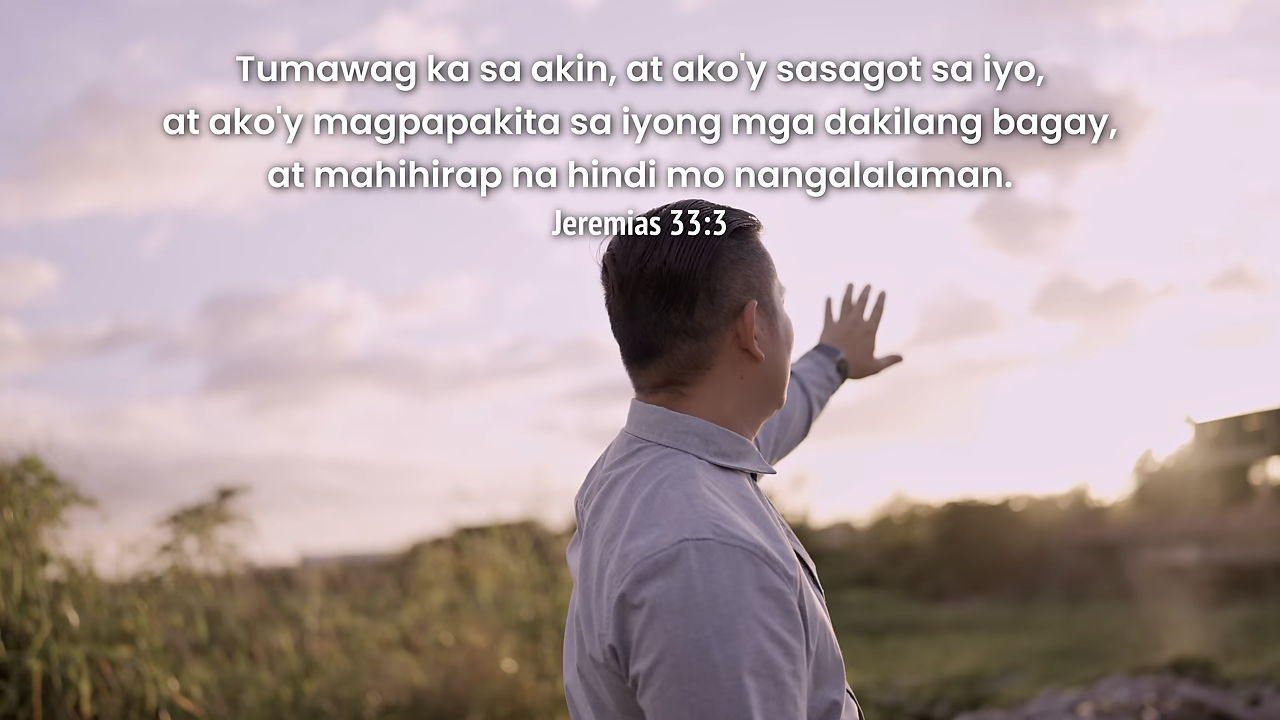 Tumawag ka sa akin, at ako'y sasagot sa iyo,
at ako'y magpapakita sa iyong mga dakilang bagay,
at mahihirap na hindi mo nangalalaman.
Jeremias 33:3